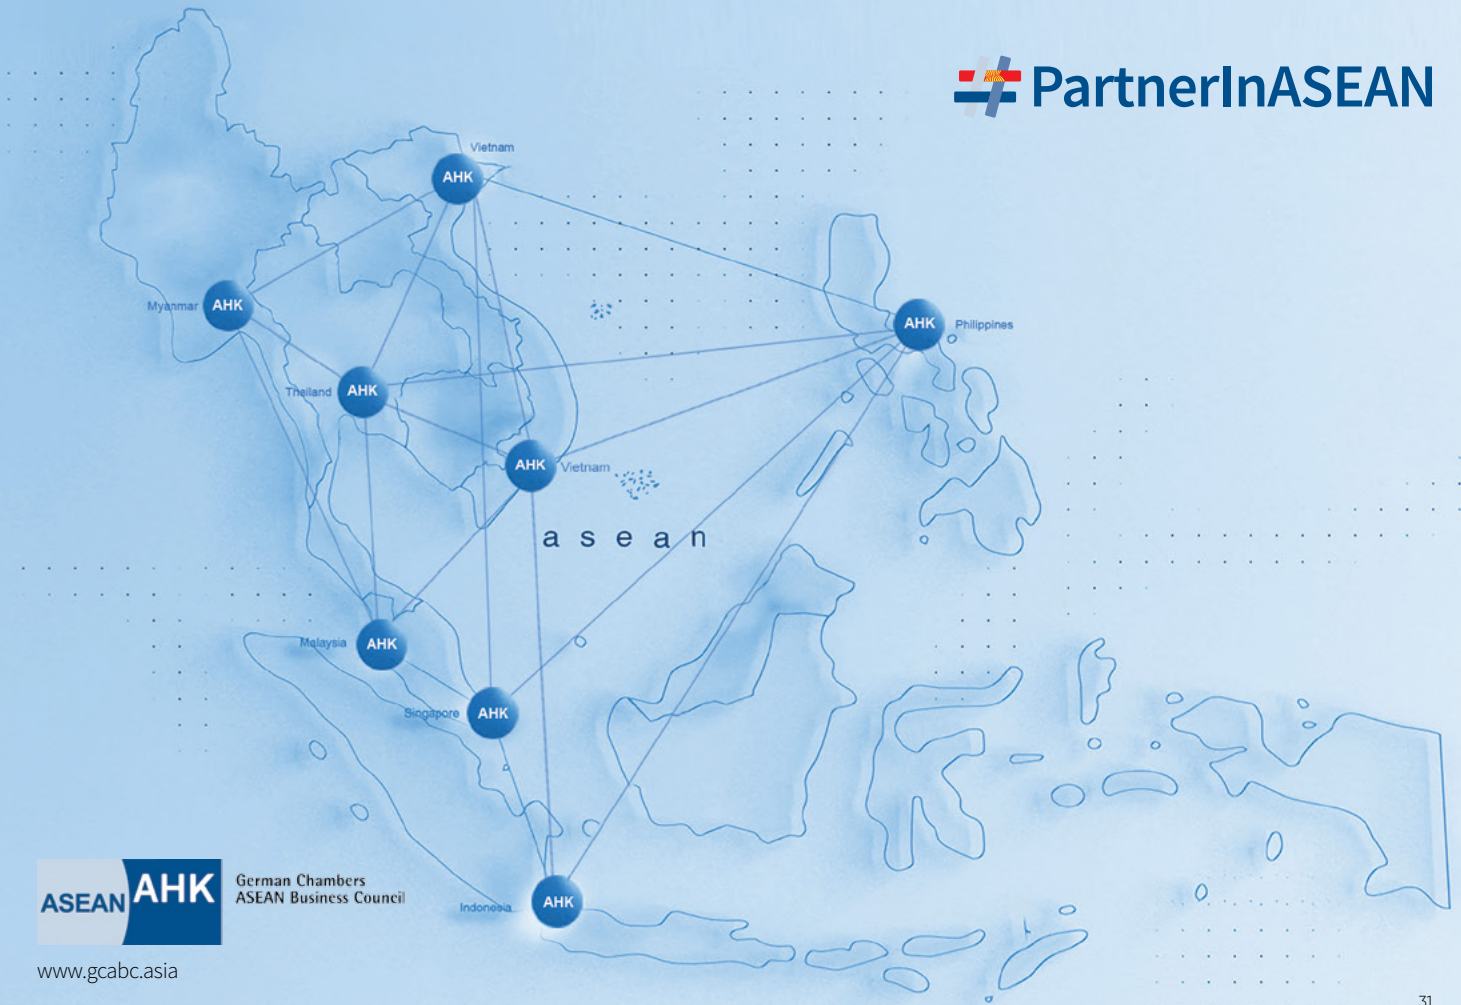 PartnerInASEAN
Vietnam
AHK
Myanmar
AHK
AHK
Philippines
Thailand
AHK
AHK
Vietnam
asean
Malaysia
AHK
Singapore
AHK
ASEAN AHK
German Chambers
ASEAN Business Council
Indonesia
AHK
www.gcabc.asia
31